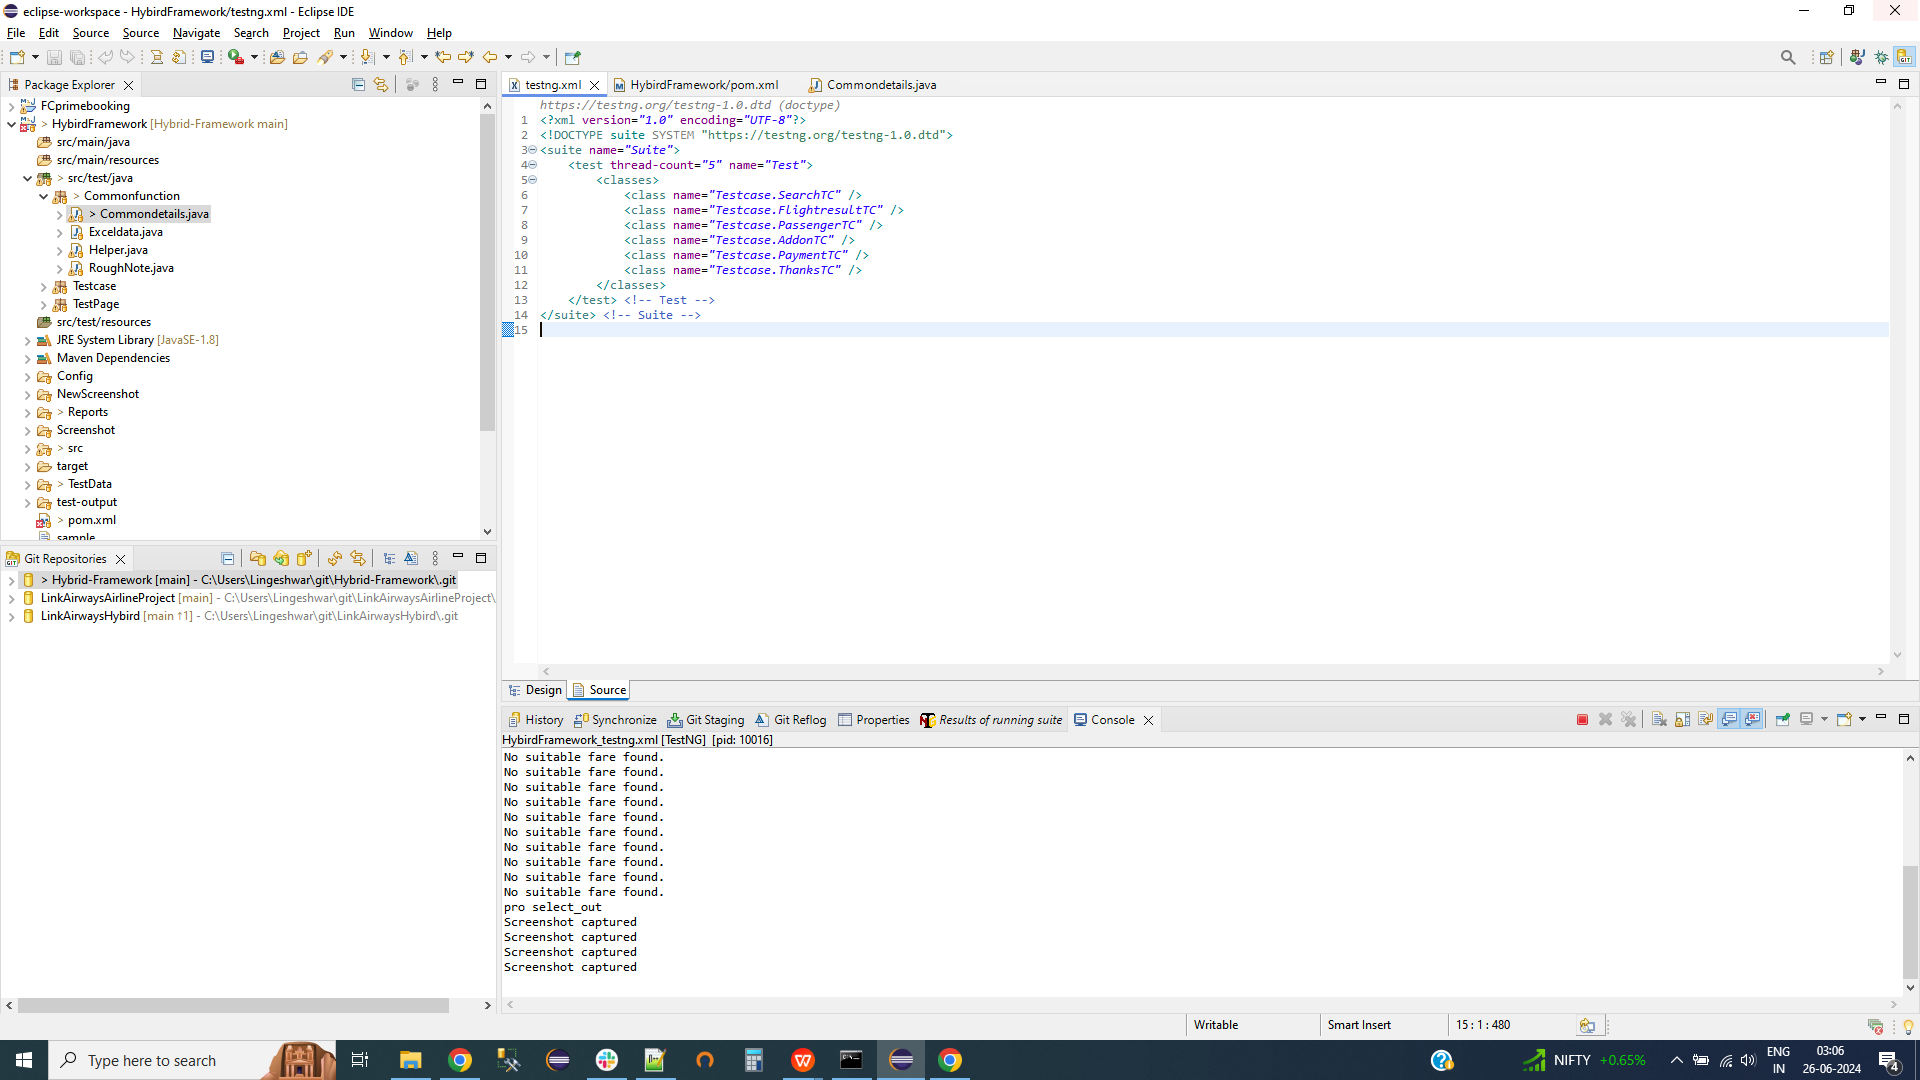 eclipse-workspace - HybirdFramework/testng.xml - Eclipse IDE
File Edit Source Source Navigate Search Project Run Window Help
Package Explorer
FCprimebooking
> HybirdFramework [Hybrid-Framework main]
src/main/java
src/main/resources
> src/test/java
> Commonfunction
> Commondetails.java
Exceldata.java
Helper.java
RoughNote.java
Testcase
TestPage
src/test/resources
JRE System Library [JavaSE-1.8]
Maven Dependencies
Config
NewScreenshot
> Reports
Screenshot
> src
target
> TestData
test-output
> pom.xml
sample
Git Repositories
> Hybrid-Framework [main] - C:\Users\Lingeshwar\git\Hybrid-Framework\.git
LinkAirwaysAirlineProject [main] - C:\Users\Lingeshwar\git\LinkAirwaysAirlineProject\
LinkAirwaysHybird [main ↑1] - C:\Users\Lingeshwar\git\LinkAirwaysHybird\.git
testng.xml HybirdFramework/pom.xml Commondetails.java
https://testng.org/testng-1.0.dtd (doctype)
1 <?xml version="1.0" encoding="UTF-8"?>
2 <!DOCTYPE suite SYSTEM "https://testng.org/testng-1.0.dtd">
3 <suite name="Suite">
4 <test thread-count="5" name="Test">
5 <classes>
6 <class name="Testcase.SearchTC" />
7 <class name="Testcase.FlightresultTC" />
8 <class name="Testcase.PassengerTC" />
9 <class name="Testcase.AddonTC" />
10 <class name="Testcase.PaymentTC" />
11 <class name="Testcase.ThanksTC" />
12 </classes>
13 </test> <!-- Test -->
14 </suite> <!-- Suite -->
15
Design Source
History Synchronize Git Staging Git Reflog Properties Results of running suite Console
HybirdFramework_testng.xml [TestNG] [pid: 10016]
No suitable fare found.
No suitable fare found.
No suitable fare found.
No suitable fare found.
No suitable fare found.
No suitable fare found.
No suitable fare found.
No suitable fare found.
No suitable fare found.
No suitable fare found.
pro select_out
Screenshot captured
Screenshot captured
Screenshot captured
Screenshot captured
Writable Smart Insert 15 : 1 : 480
Type here to search
NIFTY +0.65%
ENG
IN
03:06
26-06-2024
4